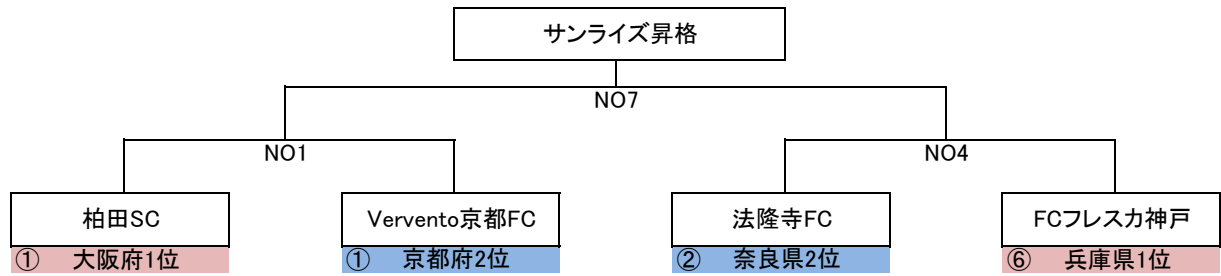 サンライズ昇格
NO7
NO1
NO4
柏田SC
Vervento京都FC
法隆寺FC
FCフレスカ神戸
① 大阪府1位
① 京都府2位
② 奈良県2位
⑥ 兵庫県1位